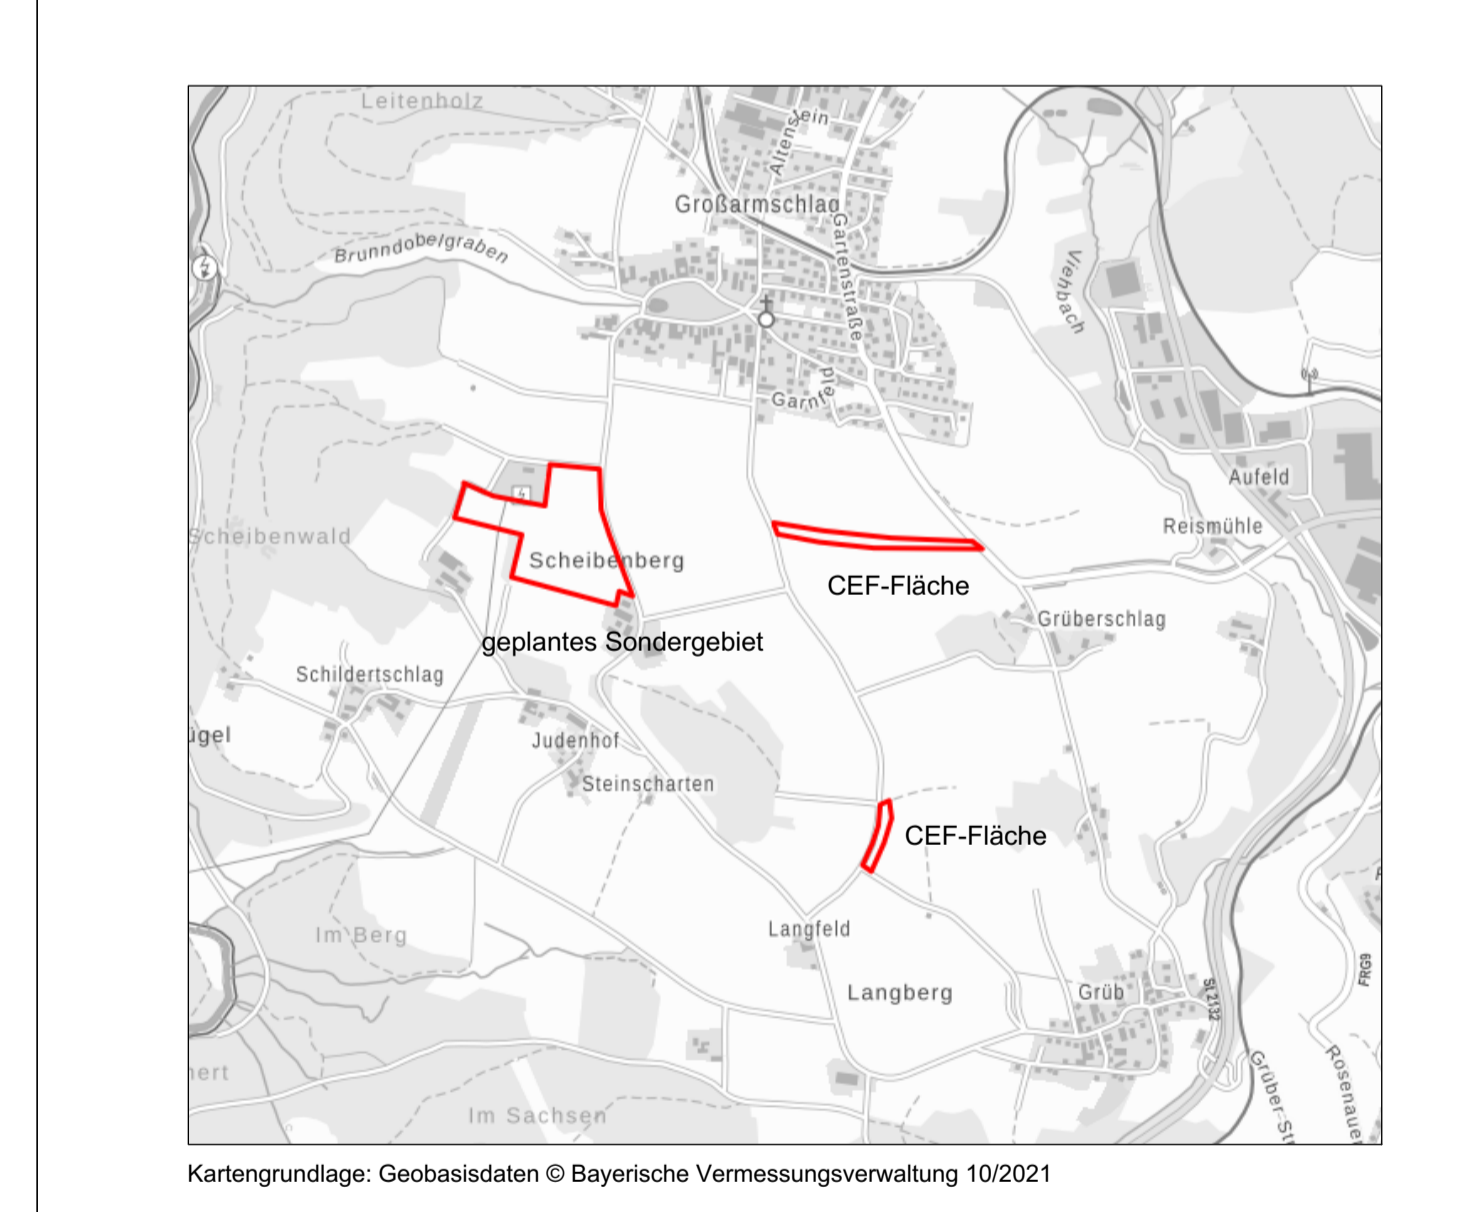 Leitenholz
Altenstein
Großarmschlag
Gartenstraße
Brunndobelgraben
Viehbach
Garnfeld
Aufeld
Reismühle
Scheibenwald
Scheibenberg
CEF-Fläche
Grüberschlag
geplantes Sondergebiet
Schildertschlag
ügel
Judenhof
Steinscharten
CEF-Fläche
Langfeld
Im Berg
FRG9
Langberg
Grüb
St 2132
nert
Grüber-Str
Rosenauer
Im Sachsen
Kartengrundlage: Geobasisdaten © Bayerische Vermessungsverwaltung 10/2021